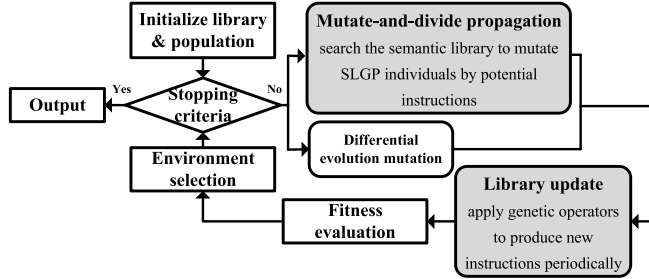 Initialize library
& population
Mutate-and-divide propagation
search the semantic library to mutate
SLGP individuals by potential
instructions
Yes
No
Output
Stopping
criteria
Differential
evolution mutation
Environment
selection
Library update
apply genetic operators
to produce new
instructions periodically
Fitness
evaluation